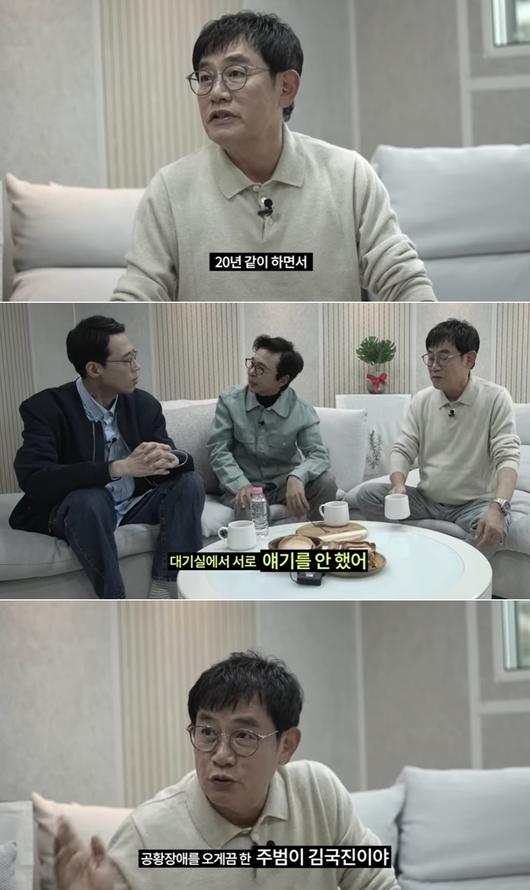 20년 같이 하면서
대기실에서 서로 얘기를 안 했어
공황장애를 오게끔 한 주범이 김국진이야